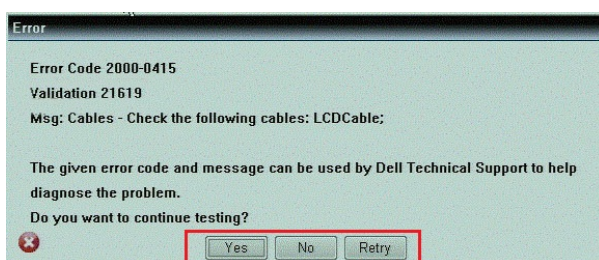 Error
Error Code 2000-0415
Validation 21619
Msg: Cables - Check the following cables: LCDCable;
The given error code and message can be used by Dell Technical Support to help
diagnose the problem.
Do you want to continue testing?
Yes No Retry